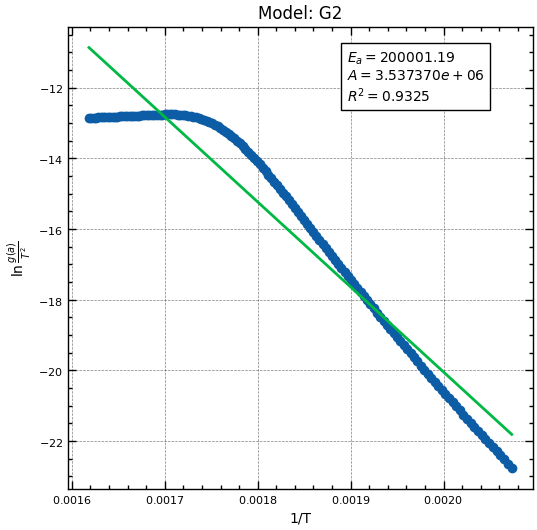 Model: G2
E_a = 200001.19
A = 3.537370e + 06
R^2 = 0.9325
−12
−14
−16
−18
−20
−22
ln g(a)/T^2
0.0016 0.0017 0.0018 0.0019 0.0020
1/T